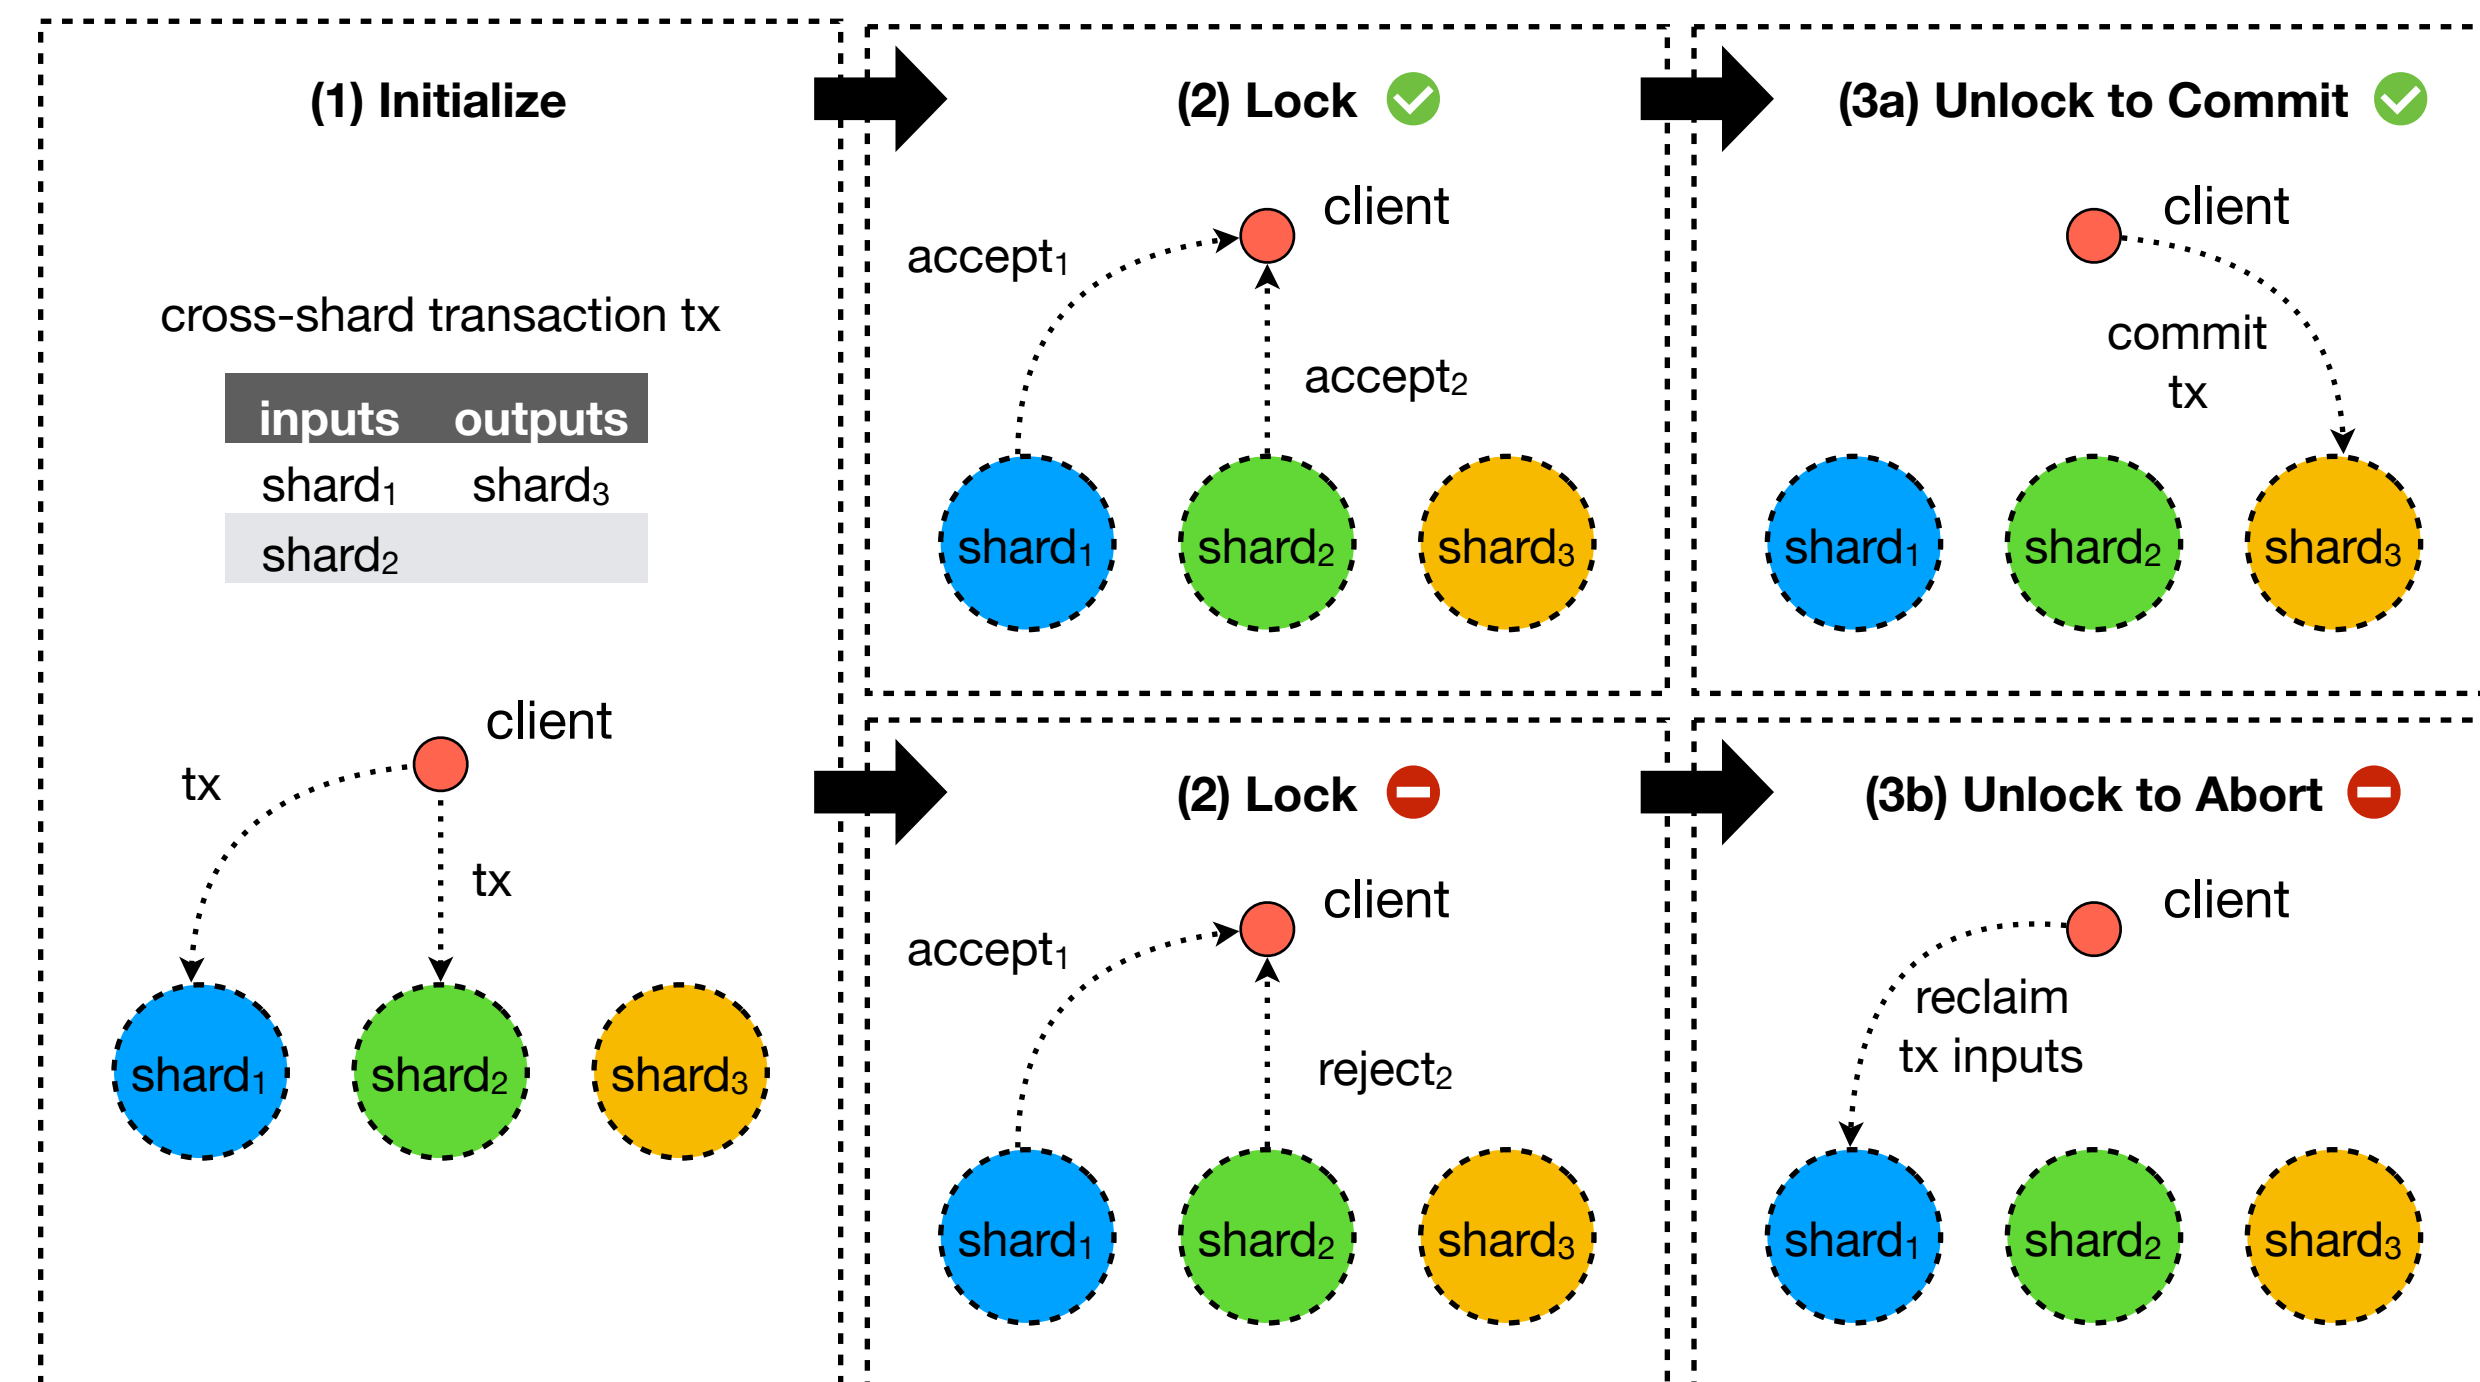 (1) Initialize
cross-shard transaction tx
inputs outputs
shard₁ shard₃
shard₂
client
tx
tx
shard₁ shard₂ shard₃
(2) Lock
client
accept₁
accept₂
shard₁ shard₂ shard₃
(3a) Unlock to Commit
client
commit
tx
shard₁ shard₂ shard₃
(2) Lock
client
accept₁
reject₂
shard₁ shard₂ shard₃
(3b) Unlock to Abort
client
reclaim
tx inputs
shard₁ shard₂ shard₃